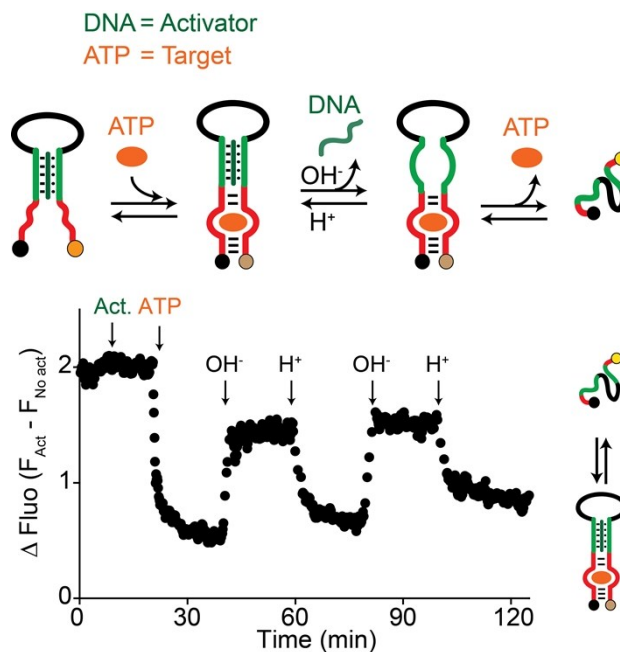 DNA = Activator
ATP = Target
ATP
DNA
OH-
H+
ATP
Act. ATP
OH- H+ OH- H+
2
1
0
Δ Fluo (FAct - FNo act)
0 30 60 90 120
Time (min)